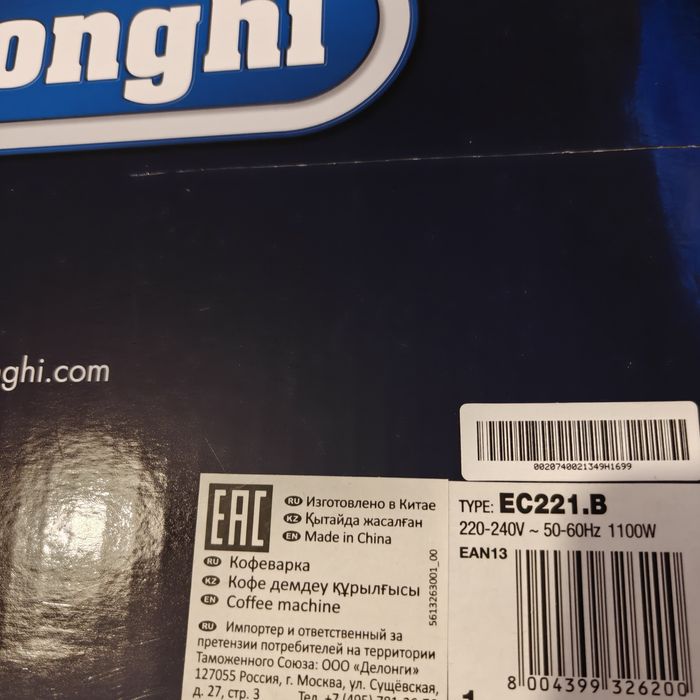 onghi
nghi.com
0020740021349H1699
EAC
RU Изготовлено в Китае
KZ Қытайда жасалған
EN Made in China
RU Кофеварка
KZ Кофе демдеу құрылғысы
EN Coffee machine
RU Импортер и ответственный за
претензии потребителей на территории
Таможенного Союза: ООО «Делонги»
127055 Россия, г. Москва, ул. Сущёвская,
д. 27, стр. 3
5613263001_00
TYPE: EC221.B
220-240V ~ 50-60Hz 1100W
EAN13
8 004399 326200